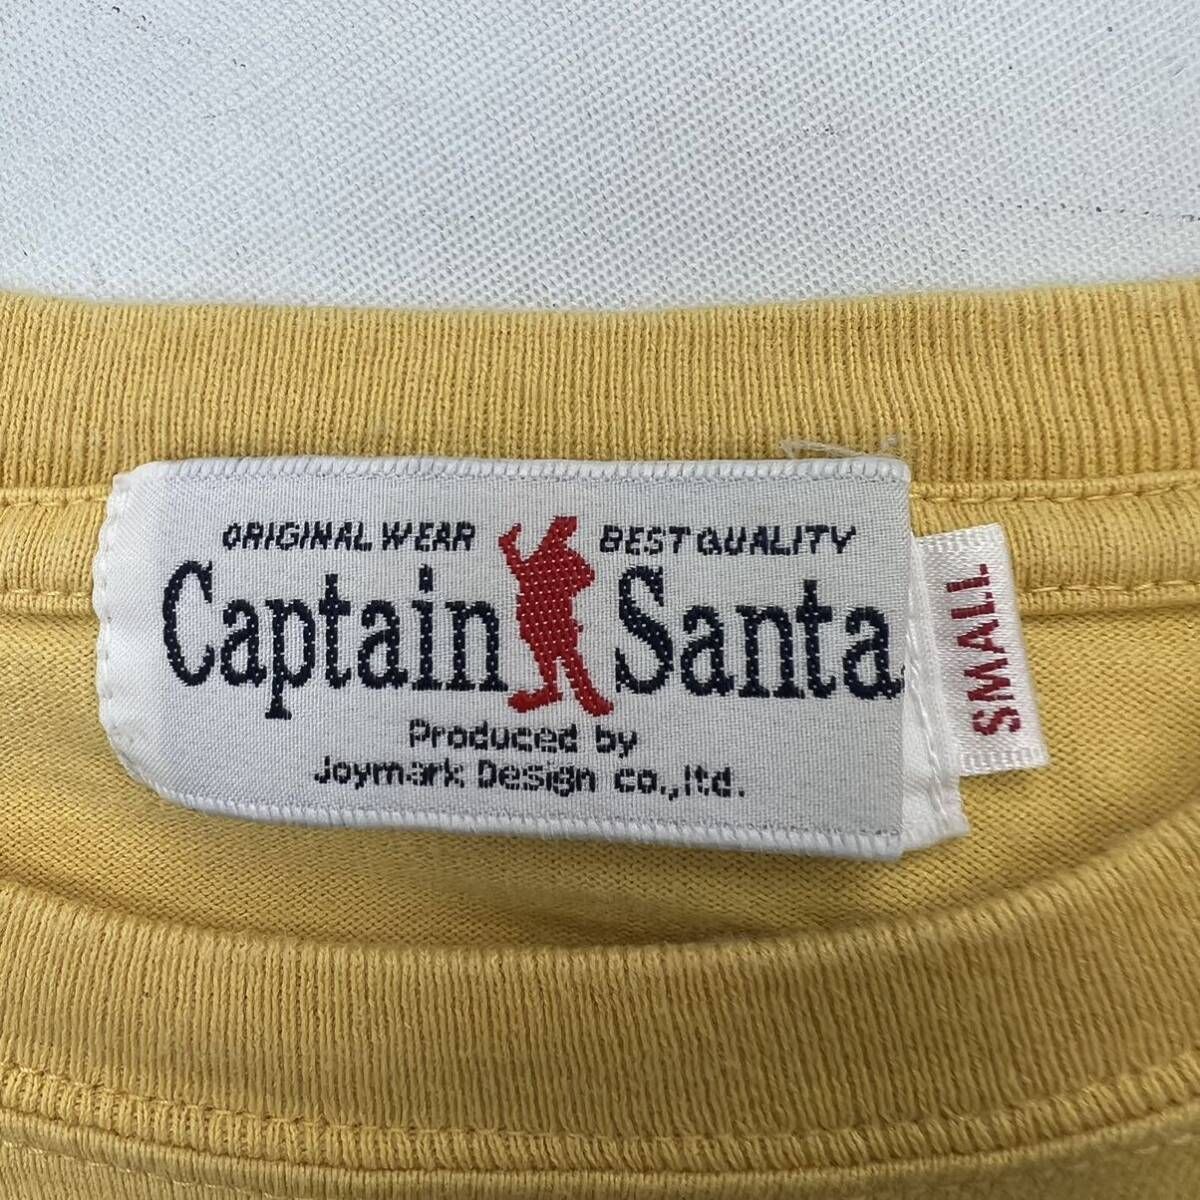 ORIGINAL WEAR BEST QUALITY
Captain Santa
Produced by
Joymark Design co.,ltd.
SMALL